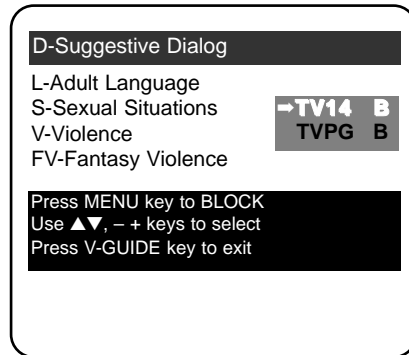 D-Suggestive Dialog
L-Adult Language
S-Sexual Situations
V-Violence
FV-Fantasy Violence
➡TV14 B
TVPG B
Press MENU key to BLOCK
Use ▲▼, – + keys to select
Press V-GUIDE key to exit